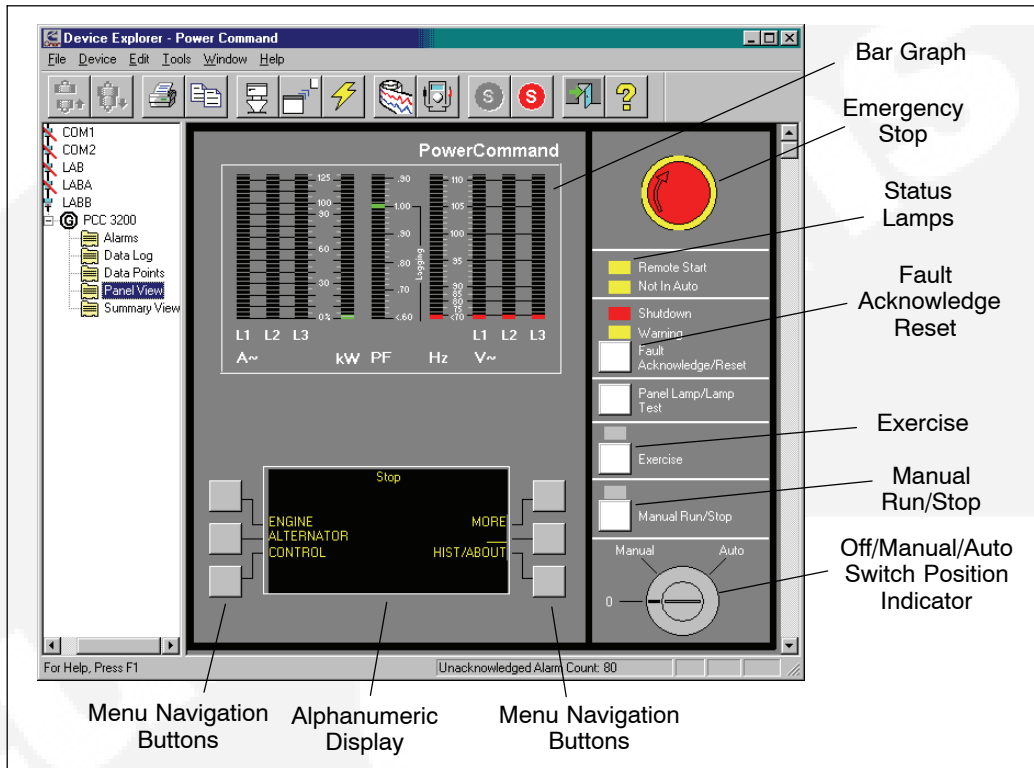 Device Explorer - Power Command
File Device Edit Tools Window Help
S S ?
COM1
COM2
LAB
LABA
LABB
G PCC 3200
Alarms
Data Log
Data Points
Panel View
Summary View
PowerCommand
125
100
90
60
30
0%
.90
1.00
.90
.80
.70
<.60
Lagging
110
105
100
95
90
85
80
75
<70
L1 L2 L3
L1 L2 L3
A~ kW PF Hz V~
Remote Start
Not In Auto
Shutdown
Warning
Fault
Acknowledge/Reset
Panel Lamp/Lamp
Test
Exercise
Manual Run/Stop
Manual Auto
0
Stop
ENGINE MORE
ALTERNATOR
CONTROL HIST/ABOUT
For Help, Press F1
Unacknowledged Alarm Count: 80
Bar Graph
Emergency
Stop
Status
Lamps
Fault
Acknowledge
Reset
Exercise
Manual
Run/Stop
Off/Manual/Auto
Switch Position
Indicator
Menu Navigation
Buttons
Alphanumeric
Display
Menu Navigation
Buttons